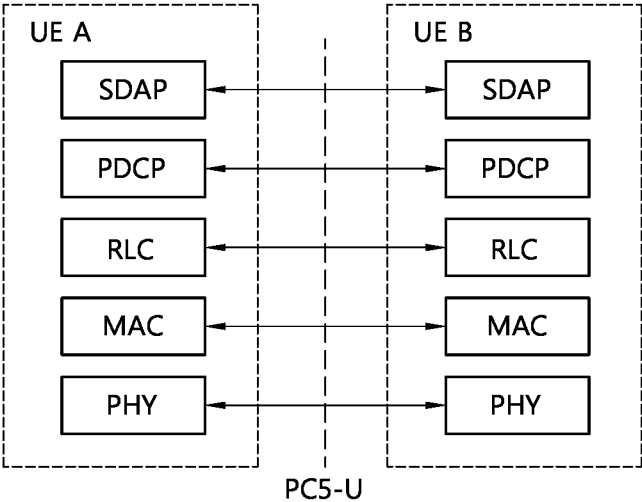 UE A
UE B
SDAP
SDAP
PDCP
PDCP
RLC
RLC
MAC
MAC
PHY
PHY
PC5-U